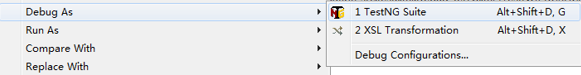 Debug As
1 TestNG Suite Alt+Shift+D, G
Run As
2 XSL Transformation Alt+Shift+D, X
Compare With
Debug Configurations...
Replace With